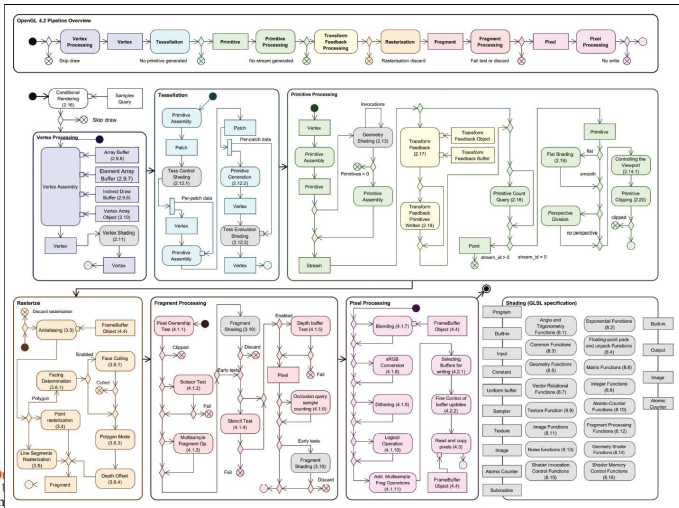 OpenGL 4.2 Pipeline Overview
Vertex
Processing
Vertex
Tessellation
Primitive
Primitive
Processing
Transform
Feedback
Processing
Rasterization
Fragment
Fragment
Processing
Pixel
Pixel
Processing
Skip draw
No primitive generated
No stream generated
Rasterisation discard
Fail test or discard
No write
Conditional
Rendering
(2.16)
Samples
Query
Skip draw
Vertex Processing
Array Buffer
(2.9.6)
Element Array
Buffer (2.9.7)
Indirect Draw
Buffer (2.9.8)
Vertex Array
Object (2.10)
Vertex Assembly
Vertex
Vertex Shading
(2.11)
Vertex
Tessellation
Primitive
Assembly
Patch
Patch
Per-patch data
Tess Control
Shading
(2.12.1)
Primitive
Generation
(2.12.2)
Per-patch data
Vertex
Tess Evaluation
Shading
(2.12.3)
Primitive
Assembly
Vertex
Primitive Processing
Vertex
Primitive
Assembly
Primitive
Stream
Invocations
Geometry
Shading (2.13)
Primitives = 0
Primitive
Assembly
Transform
Feedback
(2.17)
Transform
Feedback Object
Transform
Feedback Buffer
Transform
Feedback
Primitives
Written (2.18)
Primitive Count
Query (2.18)
Point
stream_id > 0
stream_id = 0
Primitive
Flat Shading
(2.19)
flat
smooth
Controlling the
Viewport
(2.14.1)
Primitive
Clipping (2.20)
Perspective
Division
no perspective
clipped
Rasterize
Discard rasterisation
Antialiasing (3.3)
FrameBuffer
Object (4.4)
Facing
Determination
(3.6.1)
Enabled
Face Culling
(3.6.1)
Culled
Polygon
Point
rasterization
(3.4)
Polygon Mode
(3.6.3)
Line Segments
Rasterization
(3.5)
Depth Offset
(3.6.4)
Fragment
Fragment Processing
Pixel Ownership
Test (4.1.1)
Clipped
Scissor Test
(4.1.2)
Fail
Multisample
Fragment Op.
(4.1.3)
Fragment
Shading (3.10)
Discard
Early tests
Stencil Test
(4.1.4)
Fail
Enabled
Depth buffer
Test (4.1.5)
Pixel
Fail
Occlusion query
sample counting
(4.1.6)
Early tests
Fragment
Shading (3.10)
Discard
Pixel Processing
Blending (4.1.7)
sRGB
Conversion
(4.1.8)
Dithering (4.1.9)
Logical
Operation
(4.1.10)
Addt. Multisample
Frag Operations
(4.1.11)
FrameBuffer
Object (4.4)
Selecting
Buffers for
writing (4.2.1)
Fine Control of
buffer updates
(4.2.2)
Read and copy
pixels (4.3)
FrameBuffer
Object (4.4)
Shading (GLSL specification)
Program
Built-in
Input
Constant
Uniform buffer
Sampler
Texture
Image
Atomic Counter
Subroutine
Angle and
Trigonometry
Functions (8.1)
Common Functions
(8.3)
Geometry Functions
(8.5)
Vector Relational
Functions (8.7)
Texture Function (8.9)
Image Functions
(8.11)
Noise functions (8.13)
Shader Invocation
Control Functions
(8.15)
Exponential Functions
(8.2)
Floating-point pack
and unpack Functions
(8.4)
Matrix Functions (8.6)
Integer Functions
(8.8)
Atomic-Counter
Functions (8.10)
Fragment Processing
Functions (8.12)
Geometry Shader
Functions (8.14)
Shader Memory
Control Functions
(8.16)
Built-in
Output
Image
Atomic
Counter